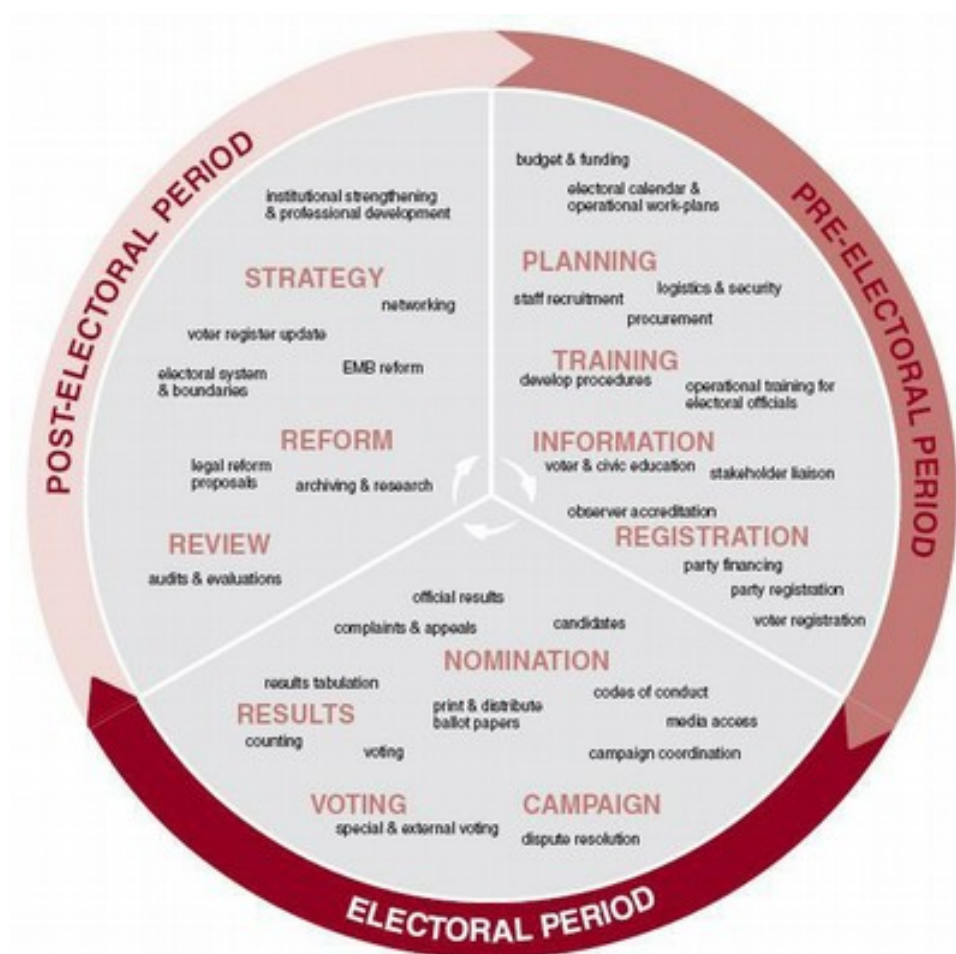 POST-ELECTORAL PERIOD
PRE-ELECTORAL PERIOD
ELECTORAL PERIOD
budget & funding
electoral calendar &
operational work-plans
PLANNING
logistics & security
staff recruitment
procurement
TRAINING
develop procedures
operational training for
electoral officials
INFORMATION
voter & civic education
stakeholder liaison
observer accreditation
REGISTRATION
party financing
party registration
voter registration
candidates
NOMINATION
codes of conduct
print & distribute
ballot papers
media access
campaign coordination
CAMPAIGN
dispute resolution
VOTING
special & external voting
voting
counting
RESULTS
results tabulation
complaints & appeals
official results
audits & evaluations
REVIEW
archiving & research
legal reform
proposals
REFORM
electoral system
& boundaries
EMB reform
voter register update
networking
STRATEGY
institutional strengthening
& professional development